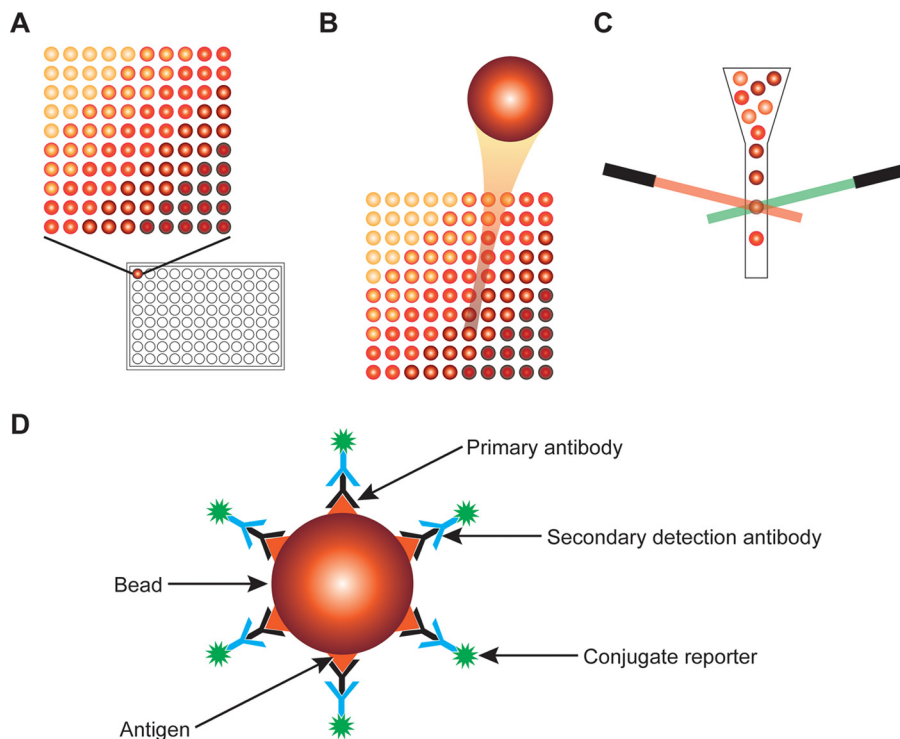 A
B
C
D
Primary antibody
Secondary detection antibody
Bead
Conjugate reporter
Antigen